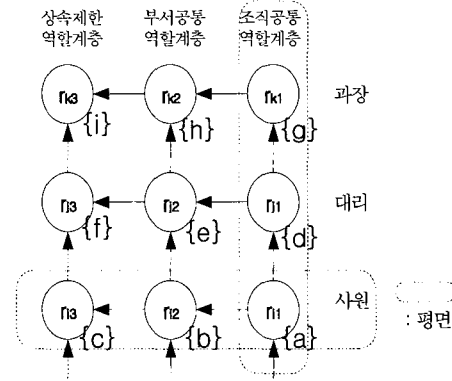 상속제한 부서공통 조직공통
역할계층 역할계층 역할계층
rk3 rk2 rk1 과장
{i} {h} {g}
rj3 rj2 rj1 대리
{f} {e} {d}
ri3 ri2 ri1 사원
{c} {b} {a}
: 평면